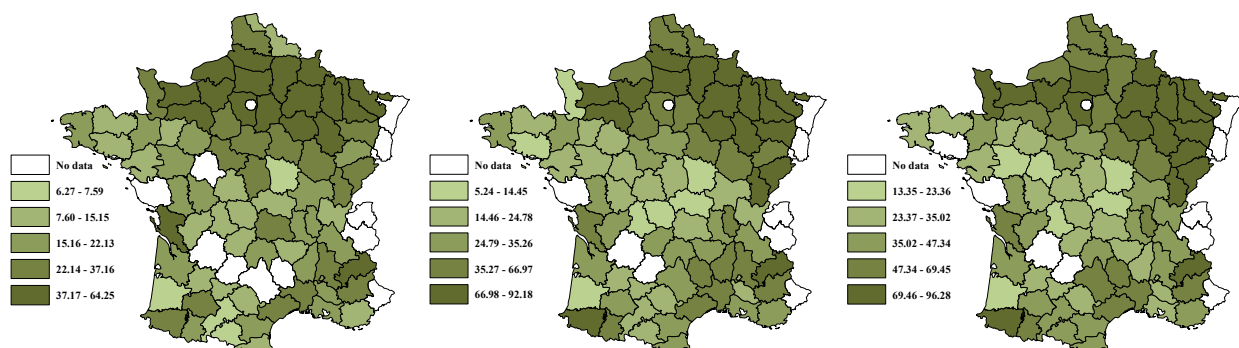 No data
6.27 - 7.59
7.60 - 15.15
15.16 - 22.13
22.14 - 37.16
37.17 - 64.25
No data
5.24 - 14.45
14.46 - 24.78
24.79 - 35.26
35.27 - 66.97
66.98 - 92.18
No data
13.35 - 23.36
23.37 - 35.02
35.02 - 47.34
47.34 - 69.45
69.46 - 96.28